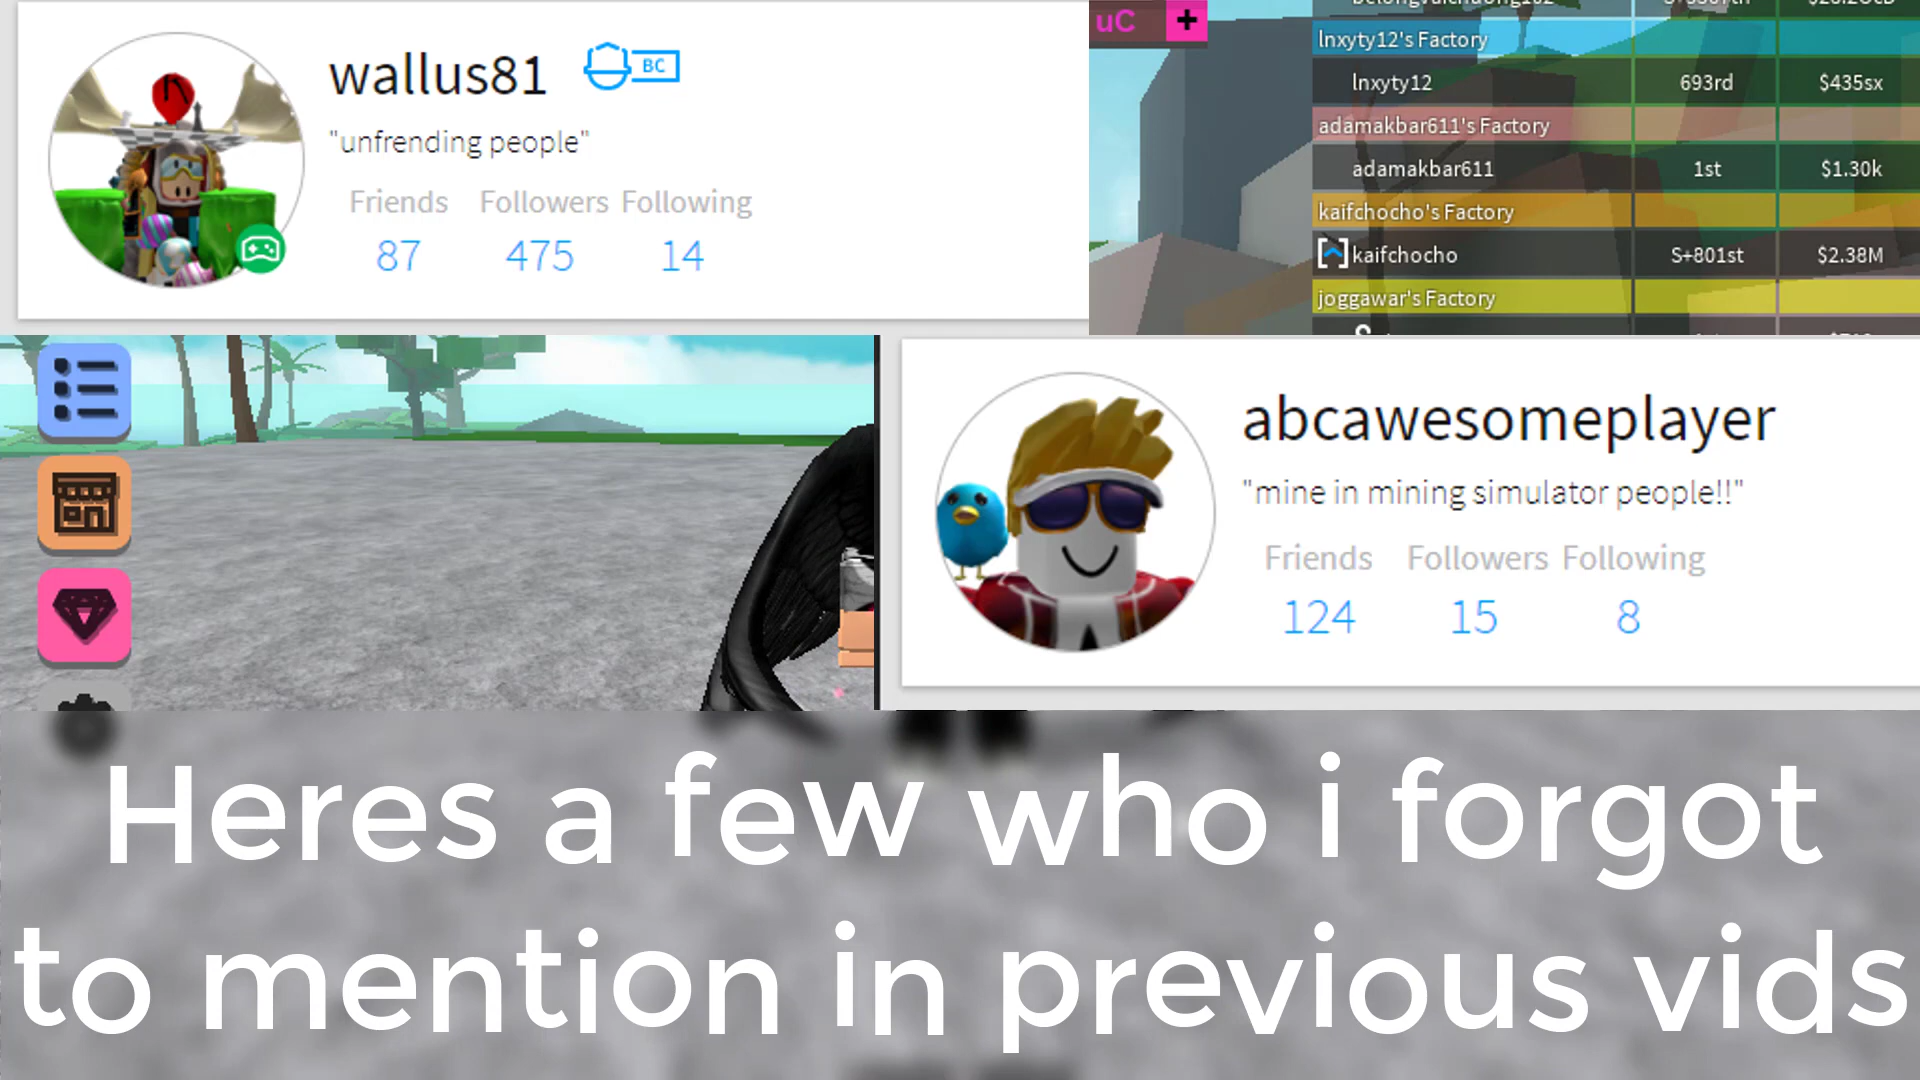 wallus81 BC
"unfrending people"
Friends Followers Following
87 475 14
uC +
lnxyty12's Factory
lnxyty12 693rd $435sx
adamakbar611's Factory
adamakbar611 1st $1.30k
kaifchocho's Factory
kaifchocho S+801st $2.38M
joggawar's Factory
abcawesomeplayer
"mine in mining simulator people!!"
Friends Followers Following
124 15 8
Heres a few who i forgot
to mention in previous vids